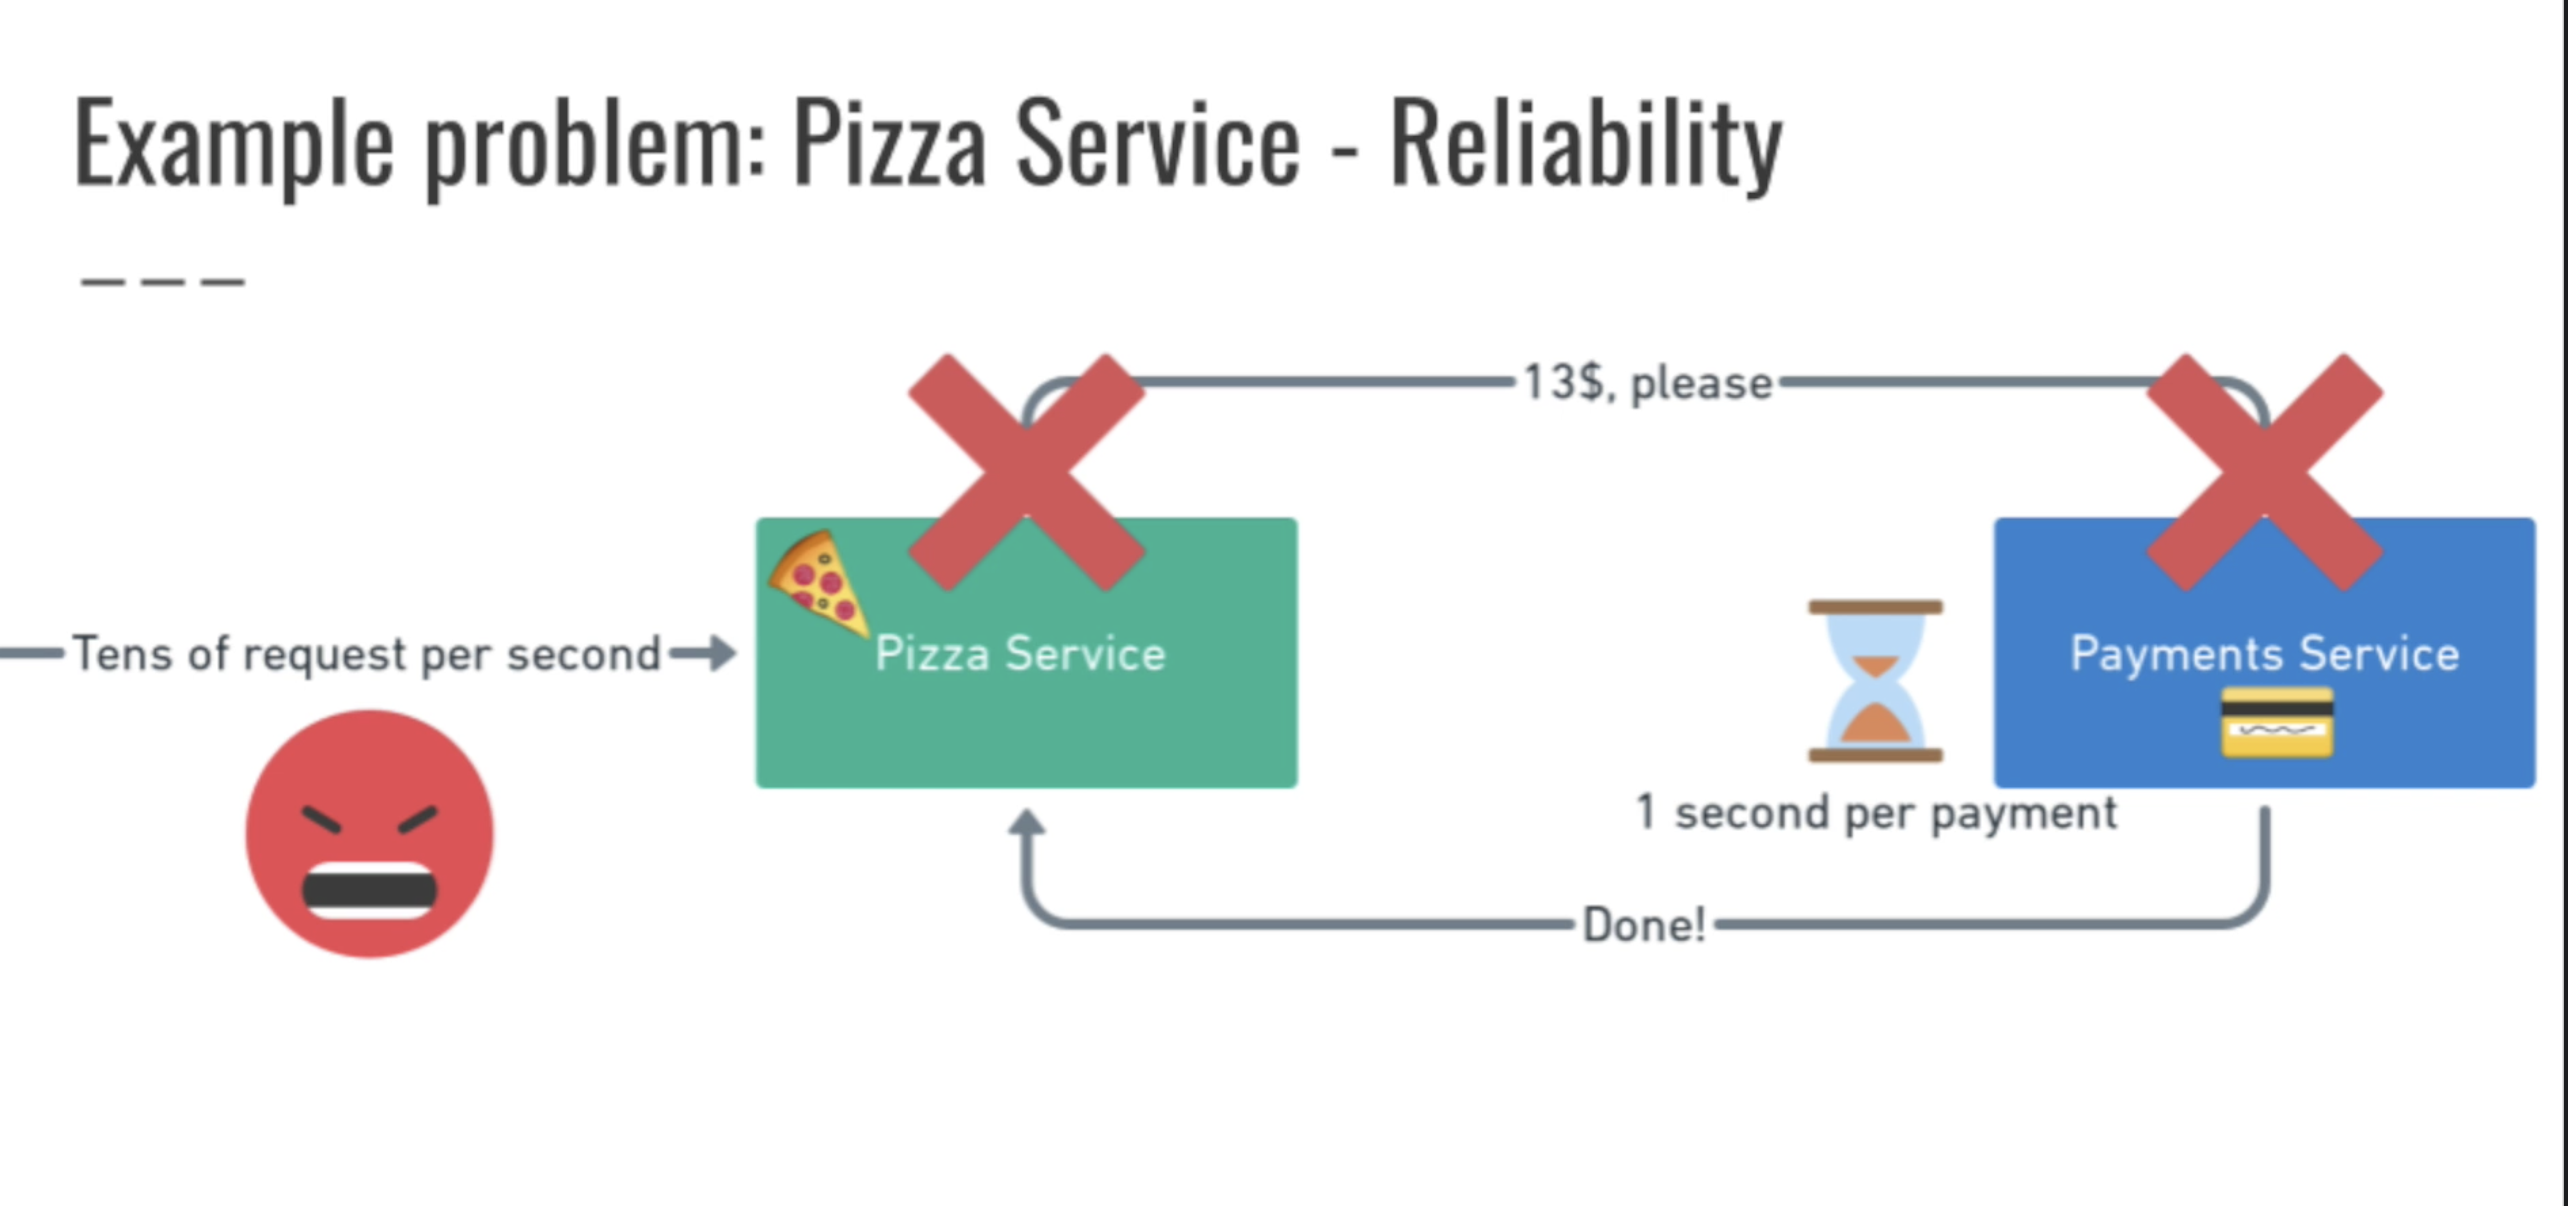 Example problem: Pizza Service - Reliability
13$, please
Tens of request per second
Pizza Service
Payments Service
1 second per payment
Done!